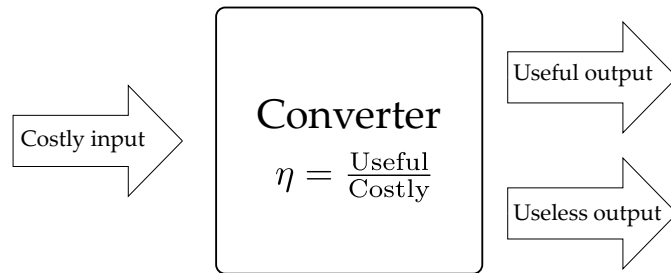 Costly input
Converter
η = Useful/Costly
Useful output
Useless output